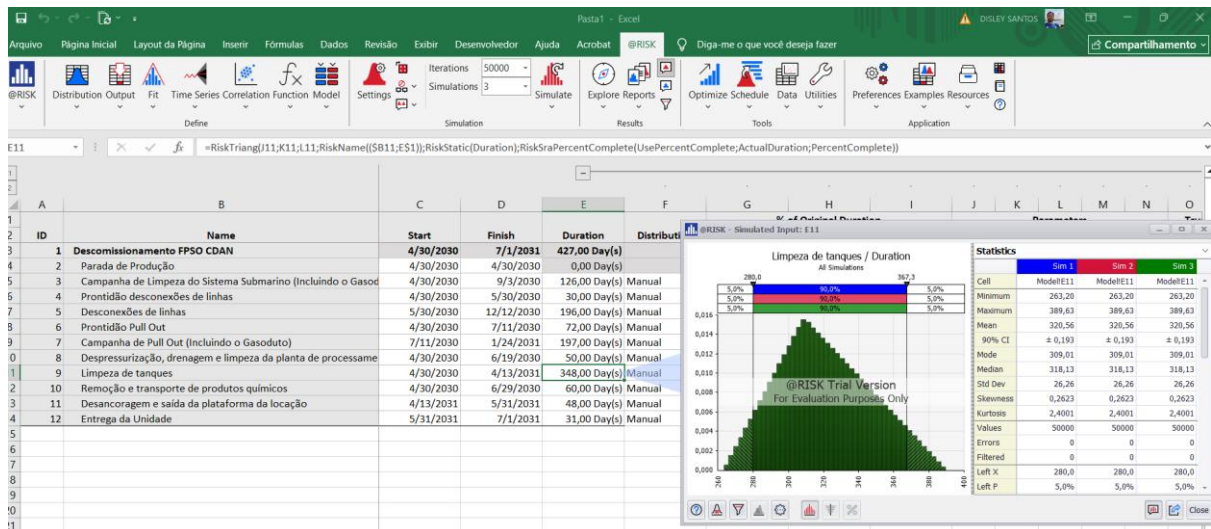 Pasta1 - Excel
DISLEY SANTOS
Arquivo Página Inicial Layout da Página Inserir Fórmulas Dados Revisão Exibir Desenvolvedor Ajuda Acrobat @RISK Diga-me o que você deseja fazer Compartilhamento
Iterations 50000
Simulations 3
@RISK Distribution Output Fit Time Series Correlation Function Model Settings Simulate Explore Reports Optimize Schedule Data Utilities Preferences Examples Resources
Define Simulation Results Tools Application
E11 fx =RiskTriang(J11;K11;L11;RiskName(($B11;E$1));RiskStatic(Duration);RiskSraPercentComplete(UsePercentComplete;ActualDuration;PercentComplete))
A B C D E F G H I J K L M N O
ID Name Start Finish Duration
1 Descomissionamento FPSO CDAN 4/30/2030 7/1/2031 427,00 Day(s)
2 Parada de Produção 4/30/2030 4/30/2030 0,00 Day(s)
3 Campanha de Limpeza do Sistema Submarino (Incluindo o Gasod 4/30/2030 9/3/2030 126,00 Day(s) Manual
4 Prontidão desconexões de linhas 4/30/2030 5/30/2030 30,00 Day(s) Manual
5 Desconexões de linhas 5/30/2030 12/12/2030 196,00 Day(s) Manual
6 Prontidão Pull Out 4/30/2030 7/11/2030 72,00 Day(s) Manual
7 Campanha de Pull Out (Incluindo o Gasoduto) 7/11/2030 1/24/2031 197,00 Day(s) Manual
8 Despressurização, drenagem e limpeza da planta de processame 4/30/2030 6/19/2030 50,00 Day(s) Manual
9 Limpeza de tanques 4/30/2030 4/13/2031 348,00 Day(s) Manual
10 Remoção e transporte de produtos químicos 4/30/2030 6/29/2030 60,00 Day(s) Manual
11 Desancoragem e saída da plataforma da locação 4/13/2031 5/31/2031 48,00 Day(s) Manual
12 Entrega da Unidade 5/31/2031 7/1/2031 31,00 Day(s) Manual
@RISK - Simulated Input: E11
Limpeza de tanques / Duration
All Simulations
280,0 367,3
5,0% 90,0% 5,0%
5,0% 90,0% 5,0%
5,0% 90,0% 5,0%
0,016
0,014
0,012
0,010
0,008
0,006
0,004
0,002
0,000
@RISK Trial Version
For Evaluation Purposes Only
260 280 300 320 340 360 380 400
Statistics
Sim 1 Sim 2 Sim 3
Cell Model!E11 Model!E11 Model!E11
Minimum 263,20 263,20 263,20
Maximum 389,63 389,63 389,63
Mean 320,56 320,56 320,56
90% CI ± 0,193 ± 0,193 ± 0,193
Mode 309,01 309,01 309,01
Median 318,13 318,13 318,13
Std Dev 26,26 26,26 26,26
Skewness 0,2623 0,2623 0,2623
Kurtosis 2,4001 2,4001 2,4001
Values 50000 50000 50000
Errors 0 0 0
Filtered 0 0 0
Left X 280,0 280,0 280,0
Left P 5,0% 5,0% 5,0%
Close